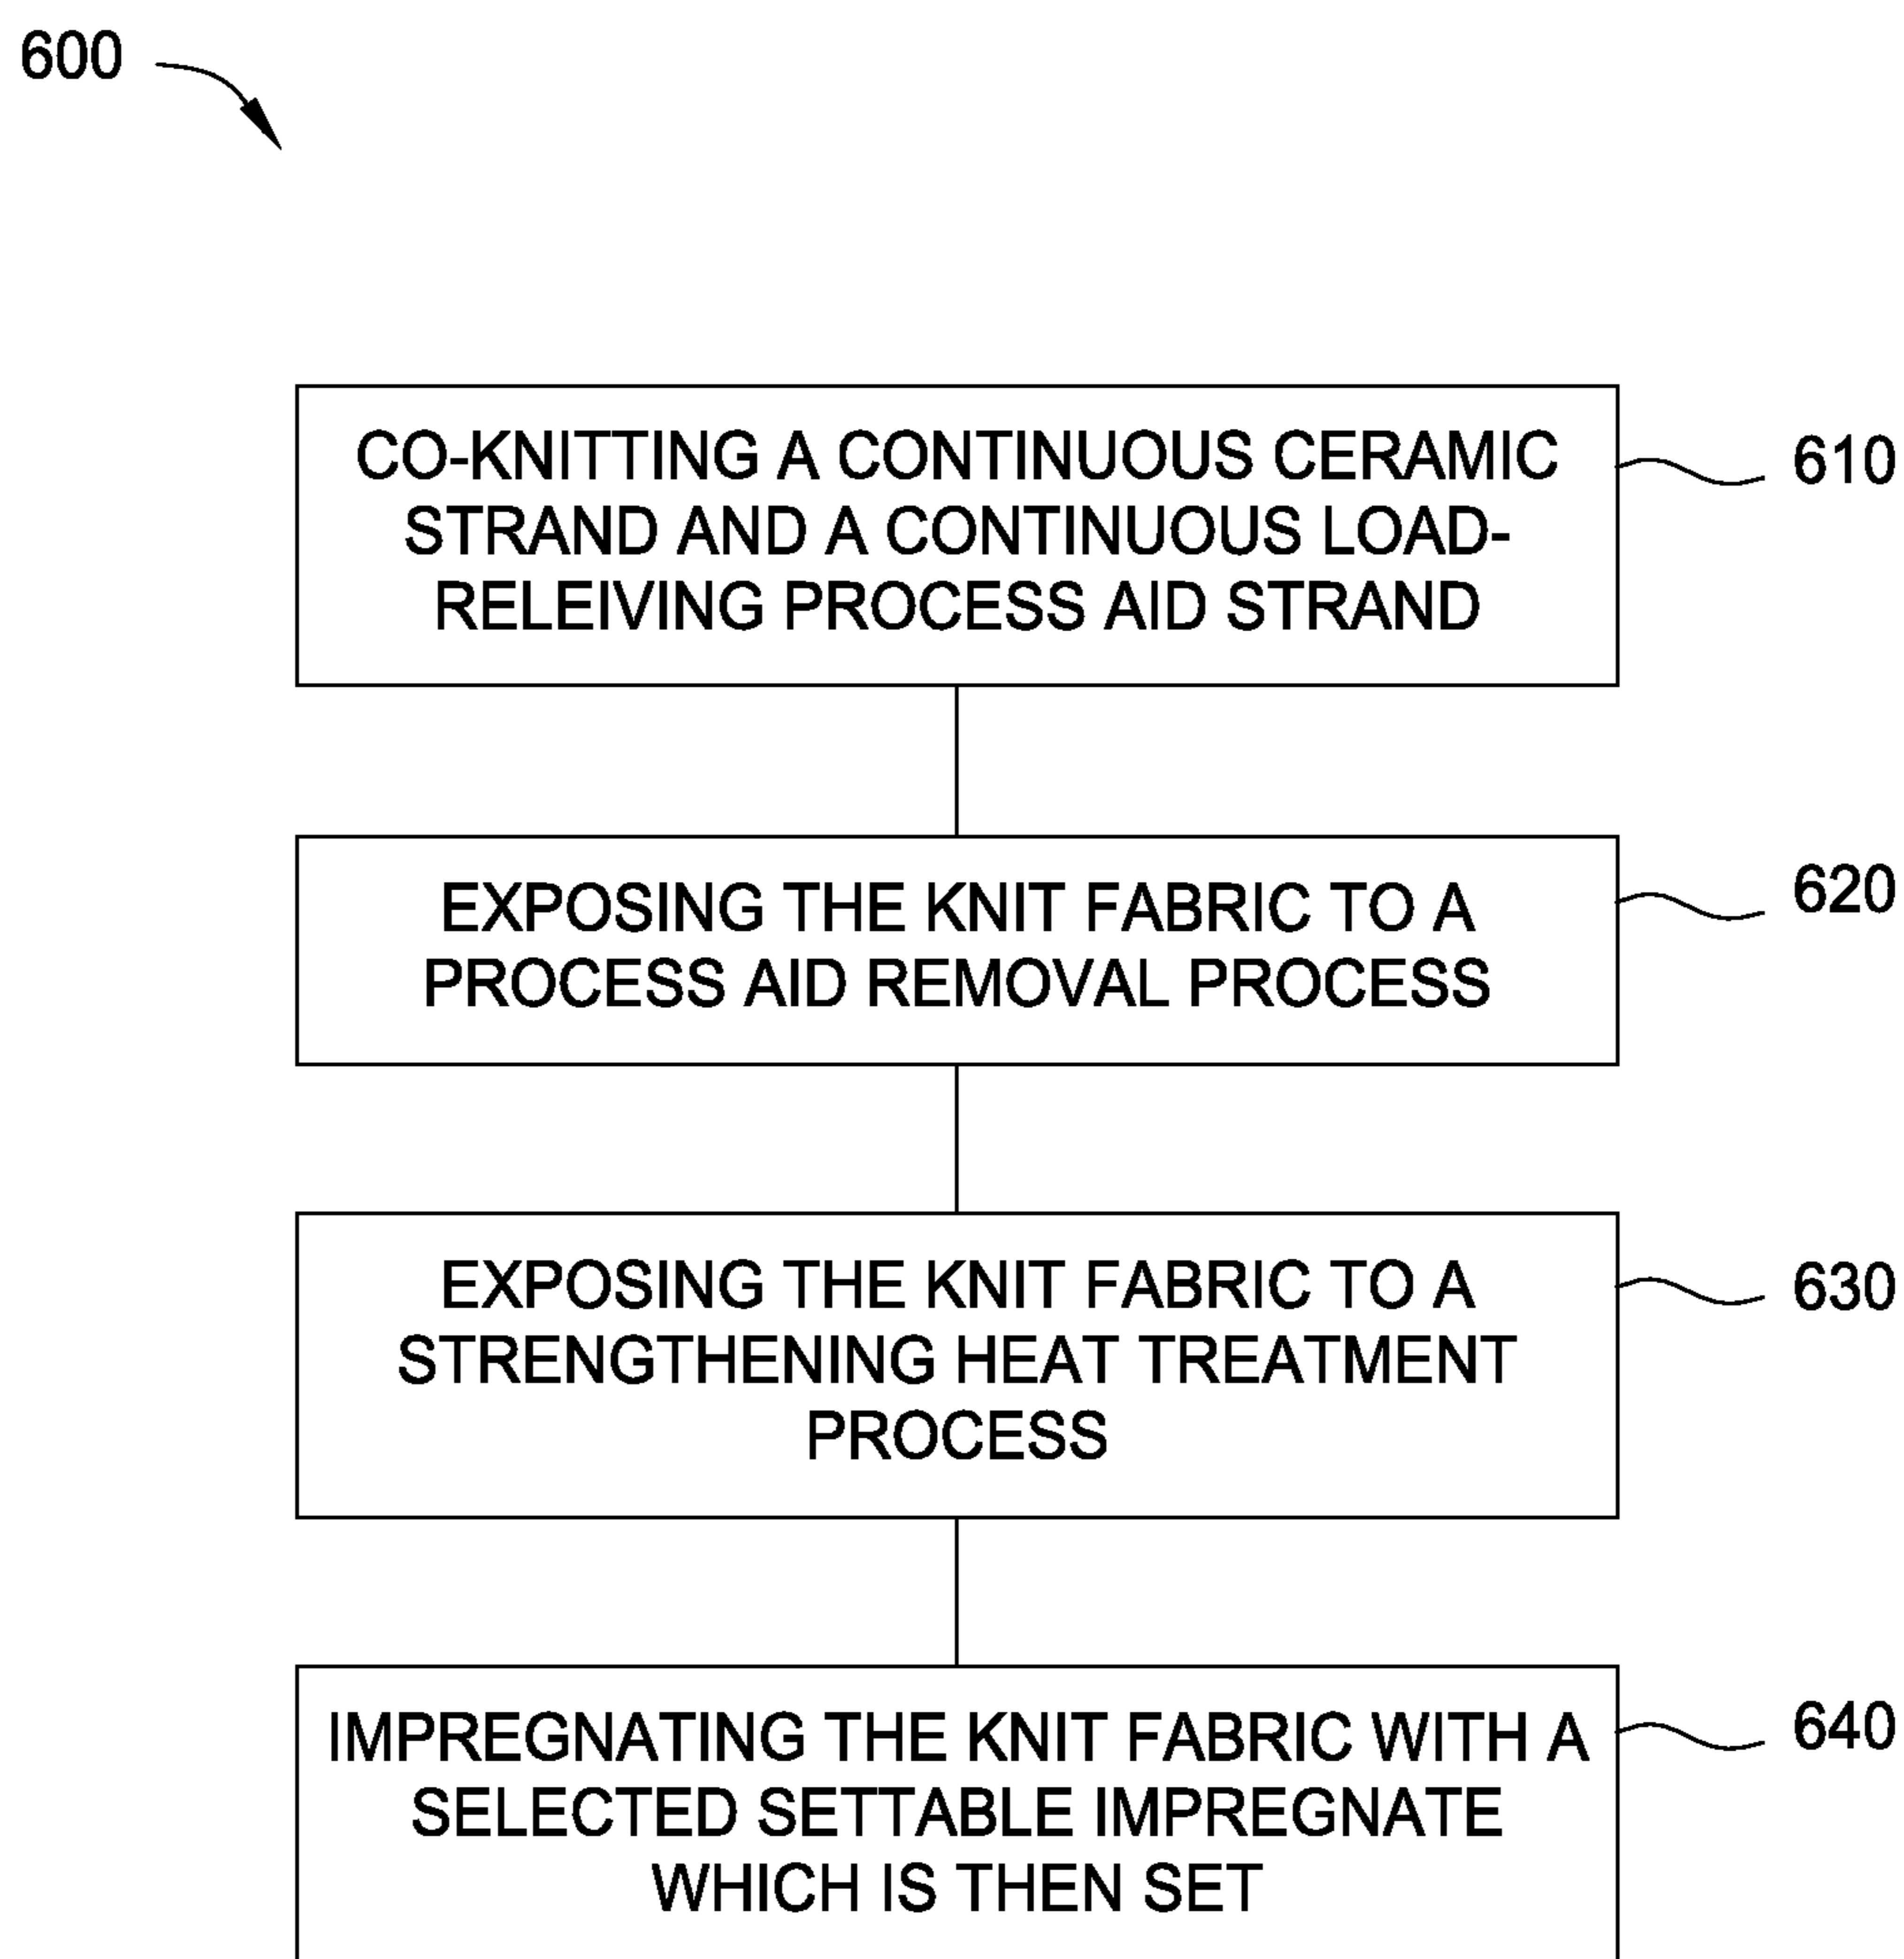 600
CO-KNITTING A CONTINUOUS CERAMIC
STRAND AND A CONTINUOUS LOAD-
RELEIVING PROCESS AID STRAND
610
EXPOSING THE KNIT FABRIC TO A
PROCESS AID REMOVAL PROCESS
620
EXPOSING THE KNIT FABRIC TO A
STRENGTHENING HEAT TREATMENT
PROCESS
630
IMPREGNATING THE KNIT FABRIC WITH A
SELECTED SETTABLE IMPREGNATE
WHICH IS THEN SET
640